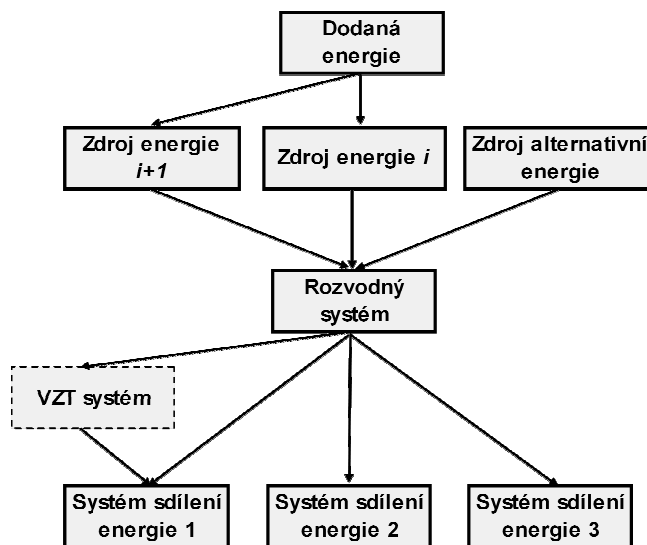 Dodaná
energie
Zdroj energie
i+1
Zdroj energie i
Zdroj alternativní
energie
Rozvodný
systém
VZT systém
Systém sdílení
energie 1
Systém sdílení
energie 2
Systém sdílení
energie 3